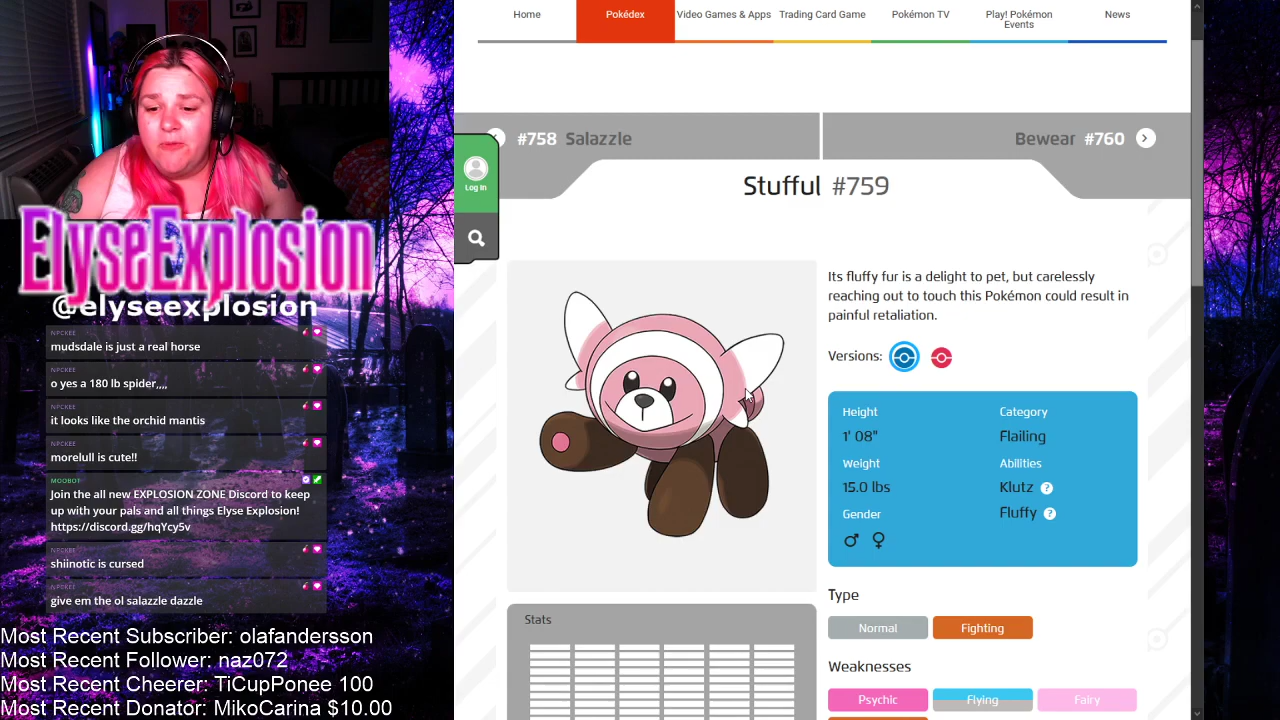 Home
Pokédex
Video Games & Apps
Trading Card Game
Pokémon TV
Play! Pokémon
Events
News
#758 Salazzle
Bewear #760
Stufful #759
Log In
Its fluffy fur is a delight to pet, but carelessly
reaching out to touch this Pokémon could result in
painful retaliation.
Versions:
Height
1' 08"
Weight
15.0 lbs
Gender
Category
Flailing
Abilities
Klutz ?
Fluffy ?
Type
Normal
Fighting
Weaknesses
Psychic
Flying
Fairy
Stats
ElyseExplosion
@elyseexplosion
NPCKEE
mudsdale is just a real horse
NPCKEE
o yes a 180 lb spider,,,,
NPCKEE
it looks like the orchid mantis
NPCKEE
morelull is cute!!
MOOBOT
Join the all new EXPLOSION ZONE Discord to keep
up with your pals and all things Elyse Explosion!
https://discord.gg/hqYcy5v
NPCKEE
shiinotic is cursed
NPCKEE
give em the ol salazzle dazzle
Most Recent Subscriber: olafandersson
Most Recent Follower: naz072
Most Recent Cheerer: TiCupPonee 100
Most Recent Donator: MikoCarina $10.00